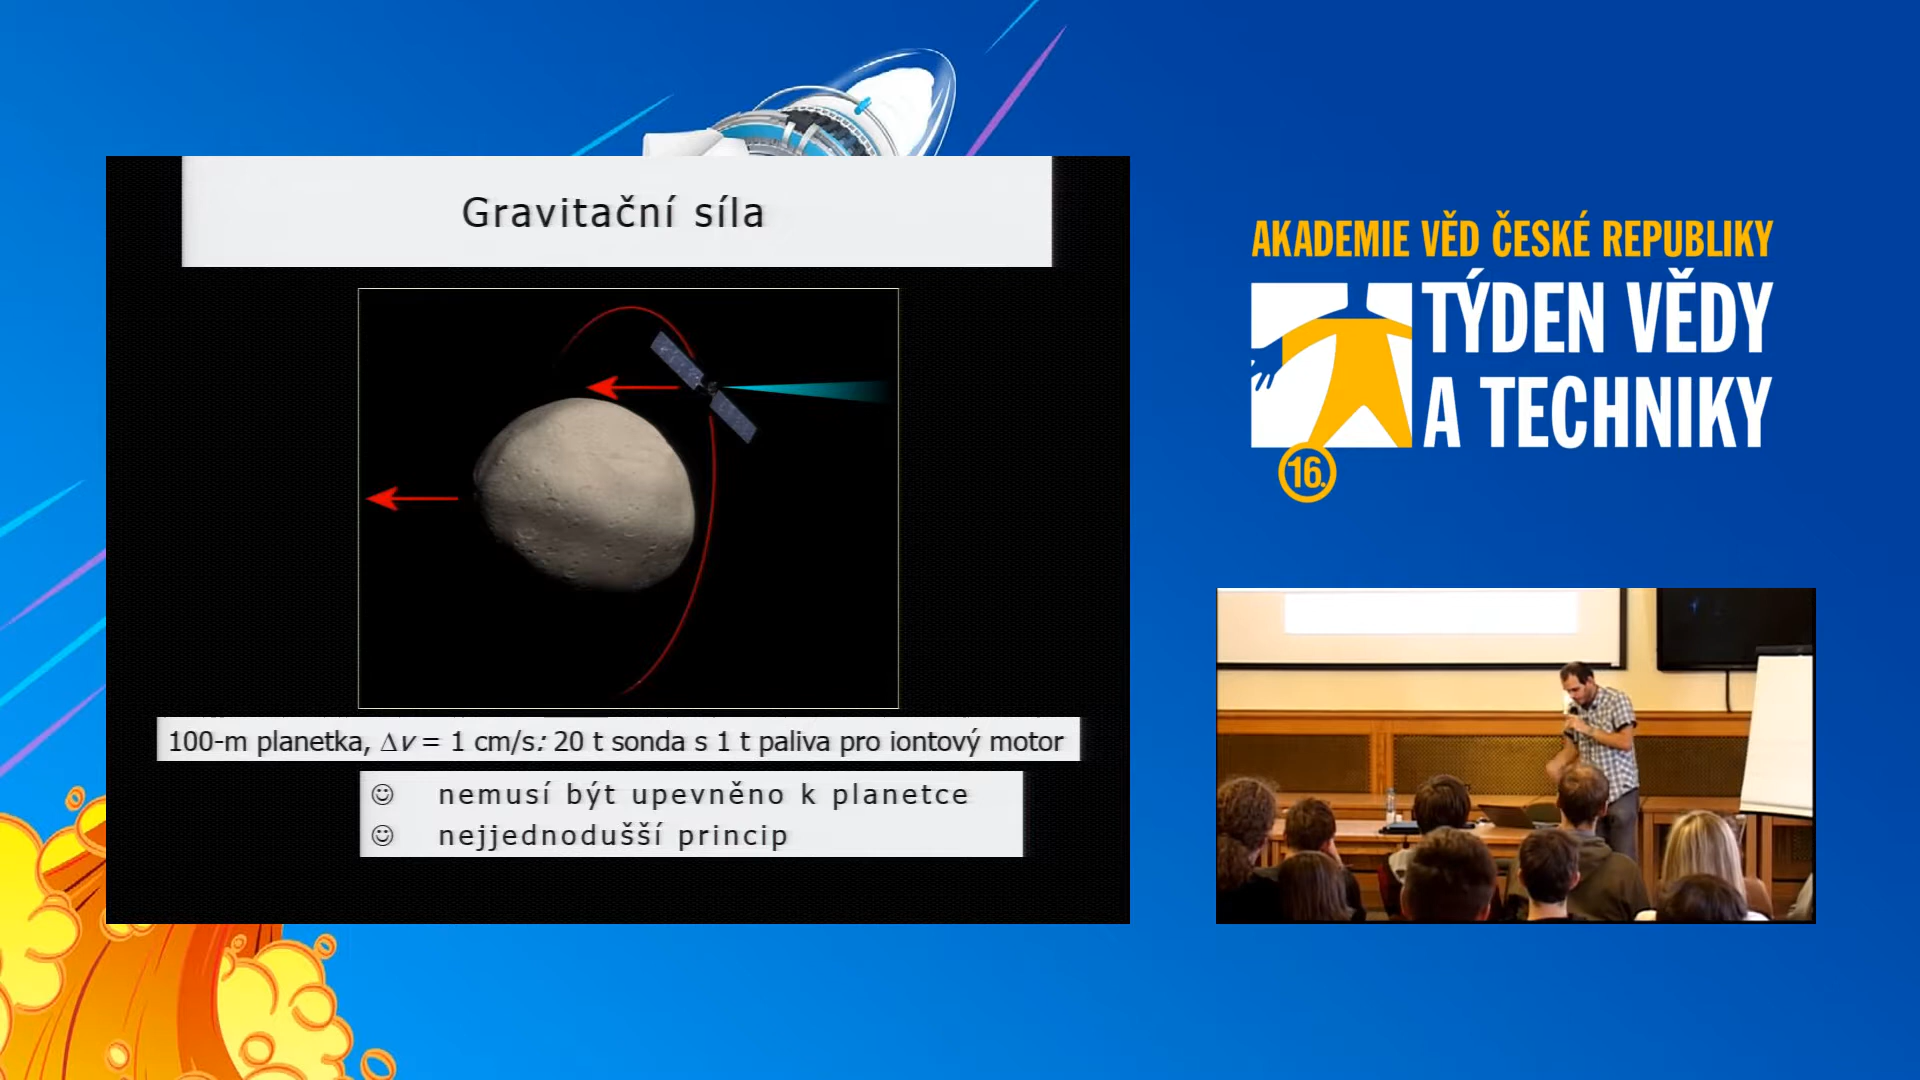 Gravitační síla
100-m planetka, Δv = 1 cm/s: 20 t sonda s 1 t paliva pro iontový motor
☺ nemusí být upevněno k planetce
☺ nejjednodušší princip
AKADEMIE VĚD ČESKÉ REPUBLIKY
TÝDEN VĚDY
A TECHNIKY
16.